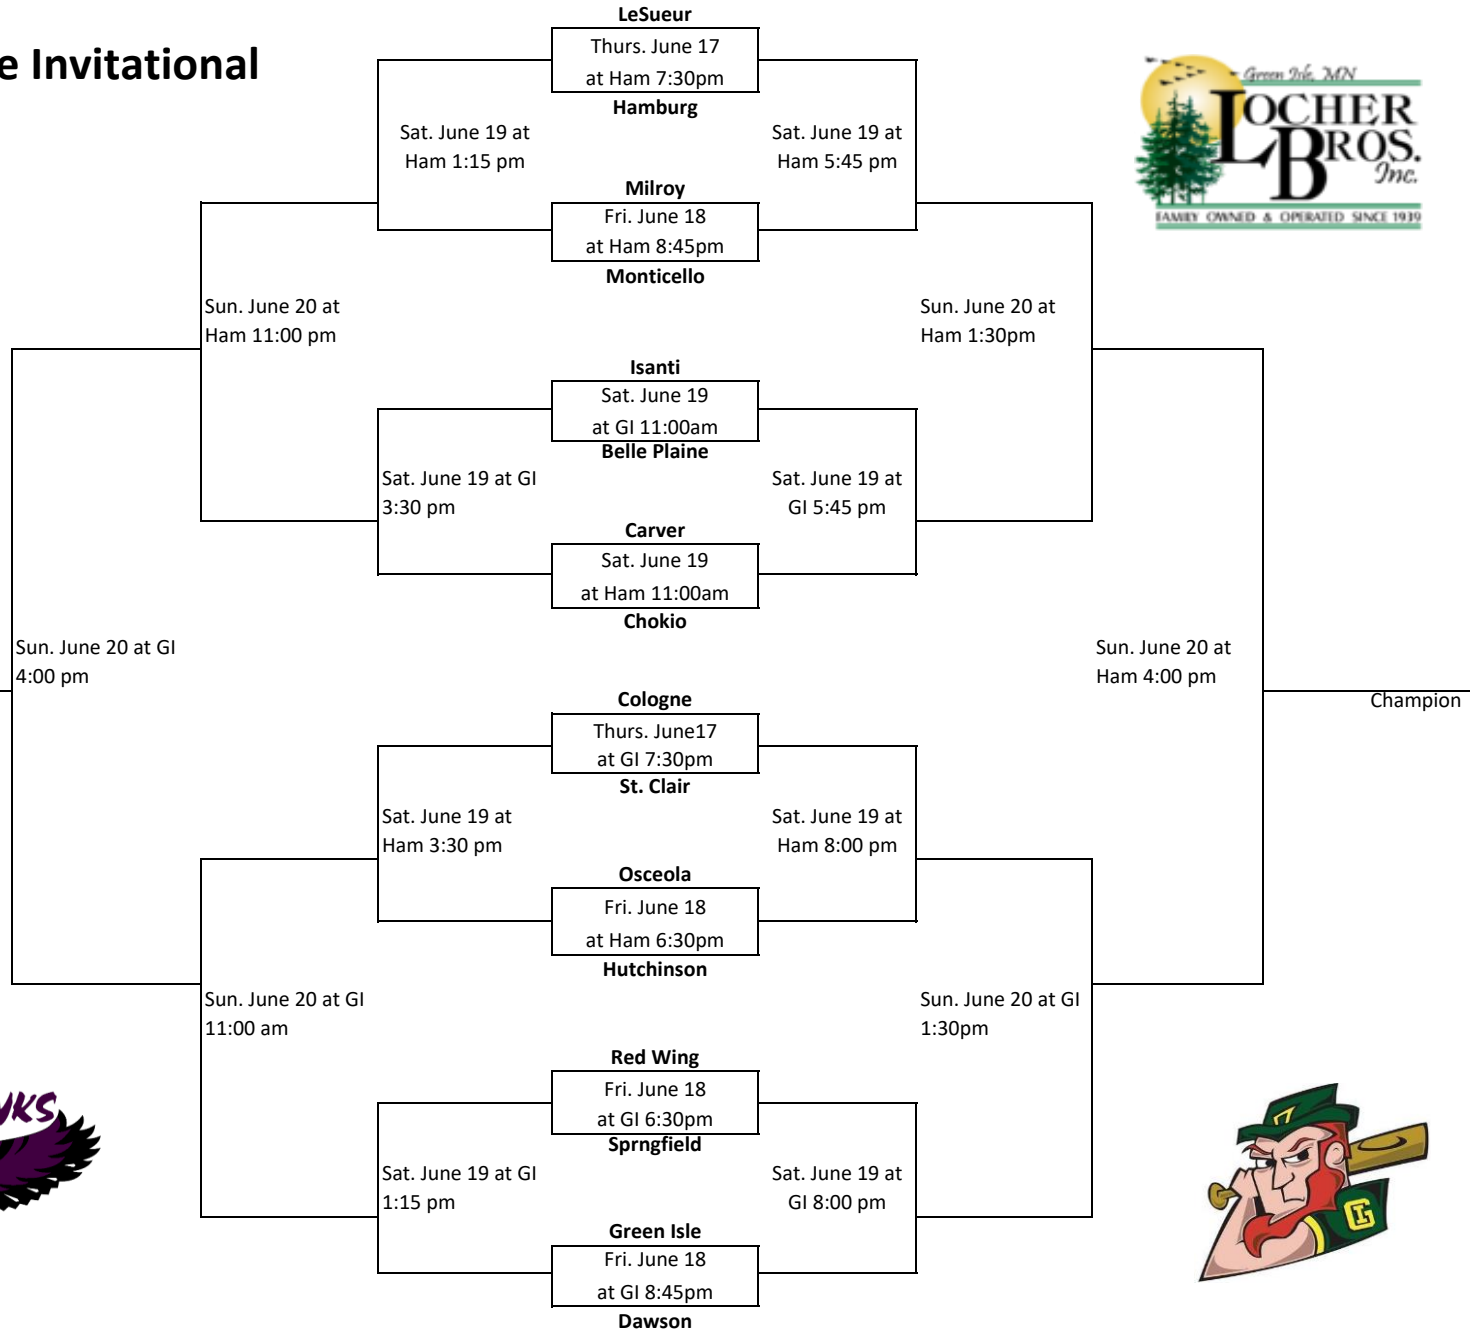 LeSueur
e Invitational
Thurs. June 17
at Ham 7:30pm
Hamburg
Green Isle, MN
LOCHER
BROS.
Inc.
FAMILY OWNED & OPERATED SINCE 1939
Sat. June 19 at
Ham 1:15 pm
Sat. June 19 at
Ham 5:45 pm
Milroy
Fri. June 18
at Ham 8:45pm
Monticello
Sun. June 20 at
Ham 11:00 pm
Sun. June 20 at
Ham 1:30pm
Isanti
Sat. June 19
at GI 11:00am
Belle Plaine
Sat. June 19 at GI
3:30 pm
Sat. June 19 at
GI 5:45 pm
Carver
Sat. June 19
at Ham 11:00am
Chokio
Sun. June 20 at GI
4:00 pm
Sun. June 20 at
Ham 4:00 pm
Champion
Cologne
Thurs. June17
at GI 7:30pm
St. Clair
Sat. June 19 at
Ham 3:30 pm
Sat. June 19 at
Ham 8:00 pm
Osceola
Fri. June 18
at Ham 6:30pm
Hutchinson
Sun. June 20 at GI
11:00 am
Sun. June 20 at GI
1:30pm
Red Wing
Fri. June 18
at GI 6:30pm
Sprngfield
Sat. June 19 at GI
1:15 pm
Sat. June 19 at
GI 8:00 pm
Green Isle
Fri. June 18
at GI 8:45pm
Dawson
GI